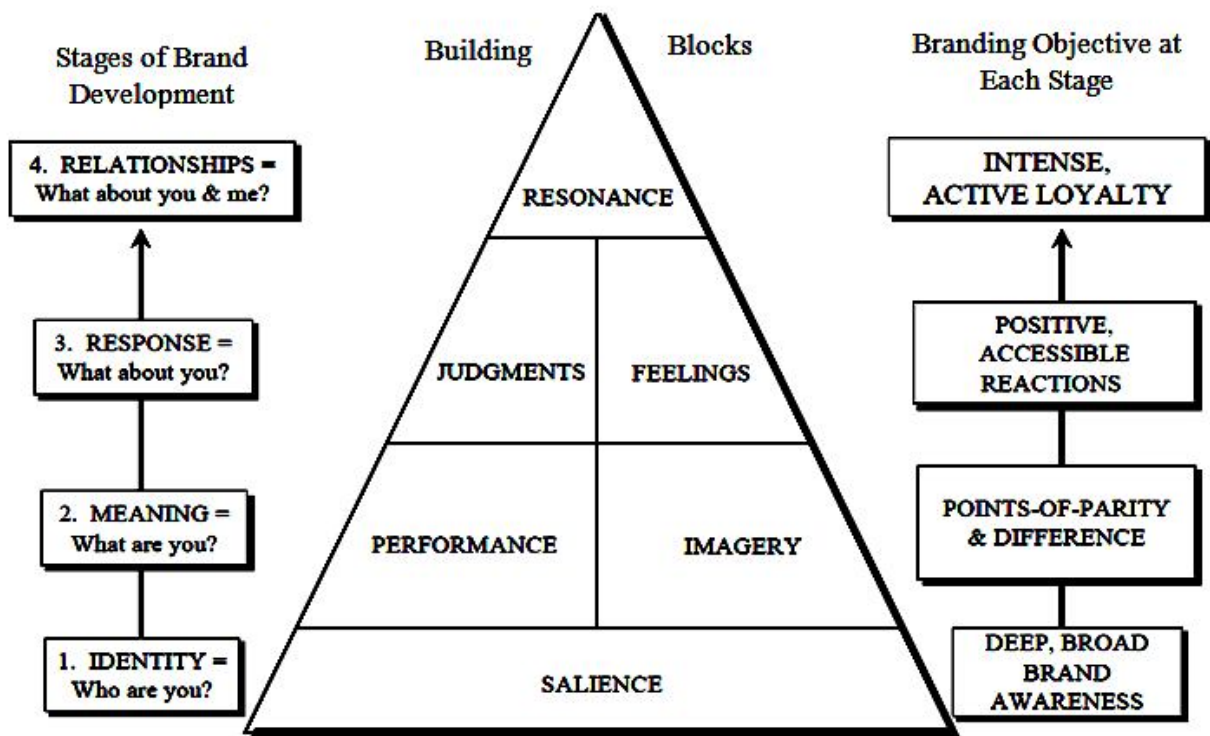 Stages of Brand
Development
Building
Blocks
Branding Objective at
Each Stage
4. RELATIONSHIPS =
What about you & me?
RESONANCE
INTENSE,
ACTIVE LOYALTY
3. RESPONSE =
What about you?
JUDGMENTS
FEELINGS
POSITIVE,
ACCESSIBLE
REACTIONS
2. MEANING =
What are you?
PERFORMANCE
IMAGERY
POINTS-OF-PARITY
& DIFFERENCE
1. IDENTITY =
Who are you?
SALIENCE
DEEP, BROAD
BRAND
AWARENESS